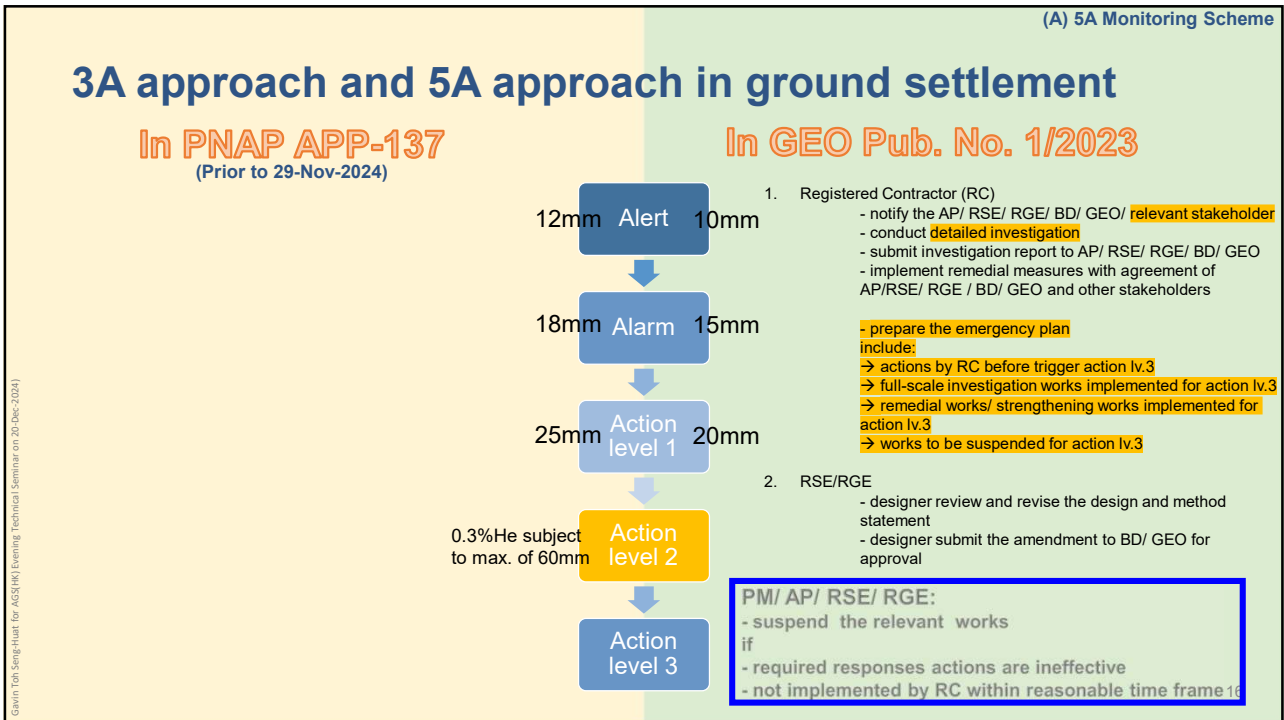 (A) 5A Monitoring Scheme
3A approach and 5A approach in ground settlement
In PNAP APP-137
(Prior to 29-Nov-2024)
In GEO Pub. No. 1/2023
12mm Alert 10mm
18mm Alarm 15mm
25mm Action
level 1 20mm
0.3%He subject
to max. of 60mm
Action
level 2
Action
level 3
1. Registered Contractor (RC)
- notify the AP/ RSE/ RGE/ BD/ GEO/ relevant stakeholder
- conduct detailed investigation
- submit investigation report to AP/ RSE/ RGE/ BD/ GEO
- implement remedial measures with agreement of
AP/RSE/ RGE / BD/ GEO and other stakeholders
- prepare the emergency plan
include:
→ actions by RC before trigger action lv.3
→ full-scale investigation works implemented for action lv.3
→ remedial works/ strengthening works implemented for
action lv.3
→ works to be suspended for action lv.3
2. RSE/RGE
- designer review and revise the design and method
statement
- designer submit the amendment to BD/ GEO for
approval
PM/ AP/ RSE/ RGE:
- suspend the relevant works
if
- required responses actions are ineffective
- not implemented by RC within reasonable time frame
16
Gavin Toh Seng-Huat for AGS(HK) Evening Technical Seminar on 20-Dec-2024)